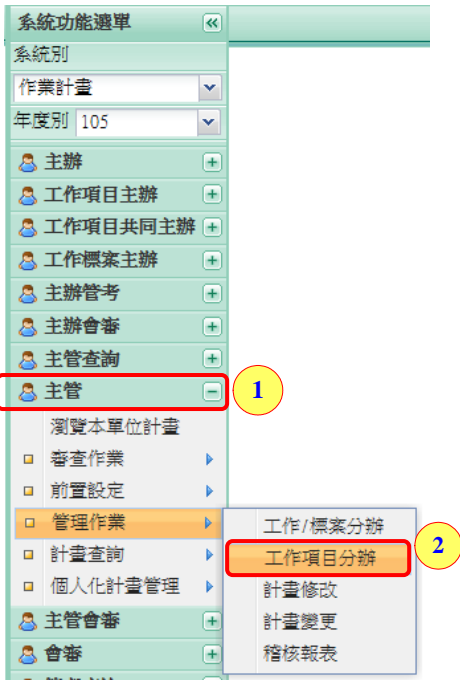 系統功能選單
系統別
作業計畫
年度別 105
主辦
工作項目主辦
工作項目共同主辦
工作標案主辦
主辦管考
主辦會審
主管查詢
主管
1
瀏覽本單位計畫
審查作業
前置設定
管理作業
工作/標案分辦
計畫查詢
工作項目分辦
2
個人化計畫管理
計畫修改
主管會審
計畫變更
會審
稽核報表